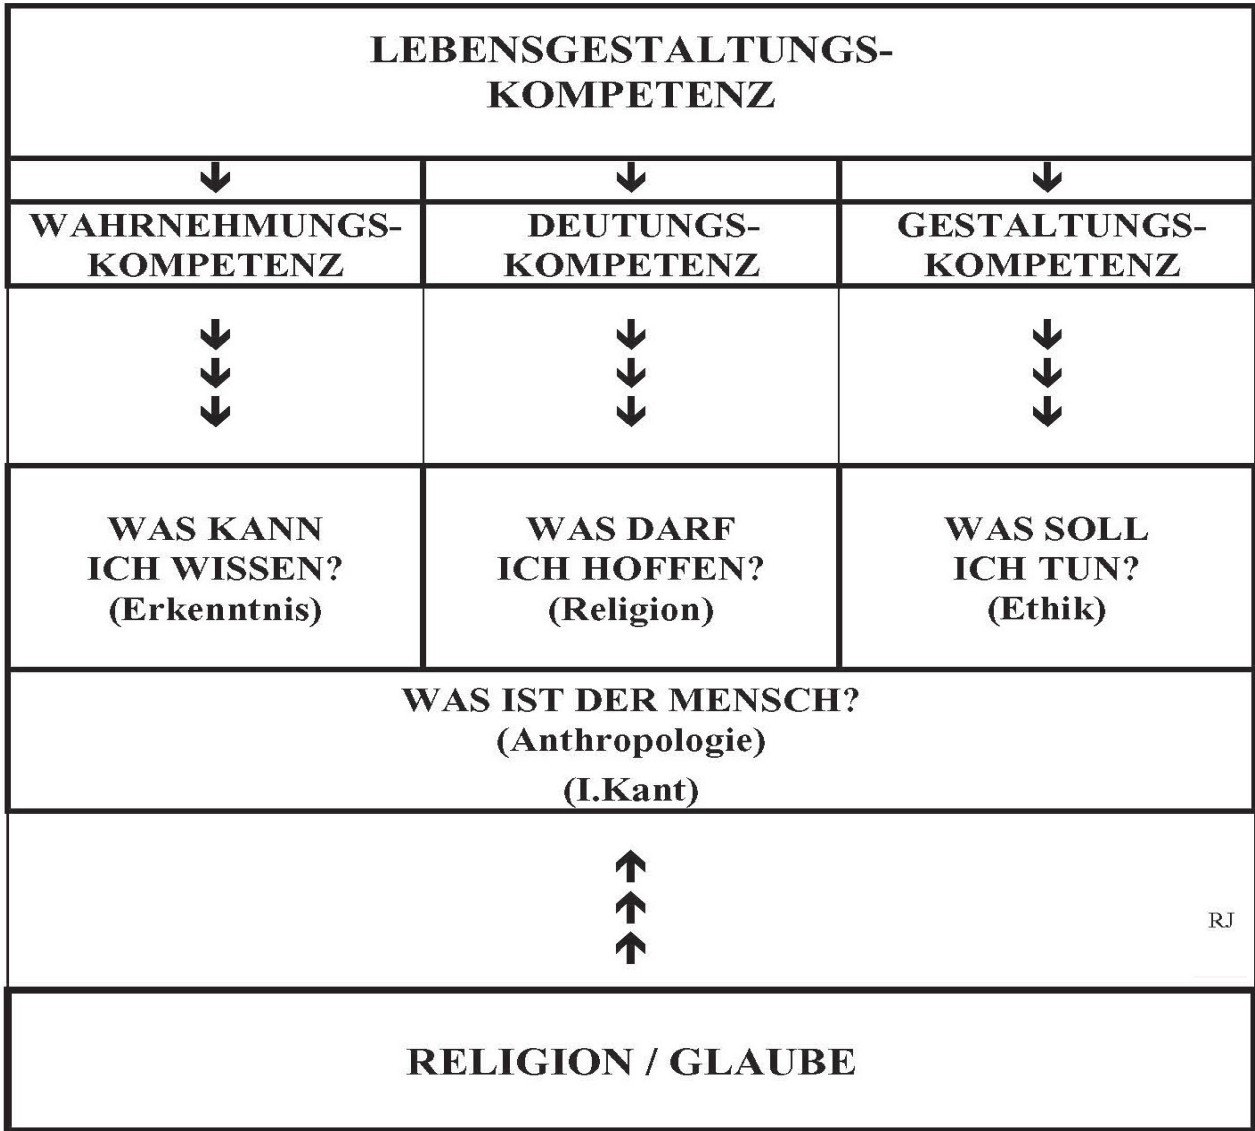 LEBENSGESTALTUNGS-
KOMPETENZ
WAHRNEHMUNGS-
KOMPETENZ
DEUTUNGS-
KOMPETENZ
GESTALTUNGS-
KOMPETENZ
WAS KANN
ICH WISSEN?
(Erkenntnis)
WAS DARF
ICH HOFFEN?
(Religion)
WAS SOLL
ICH TUN?
(Ethik)
WAS IST DER MENSCH?
(Anthropologie)
(I.Kant)
RJ
RELIGION / GLAUBE